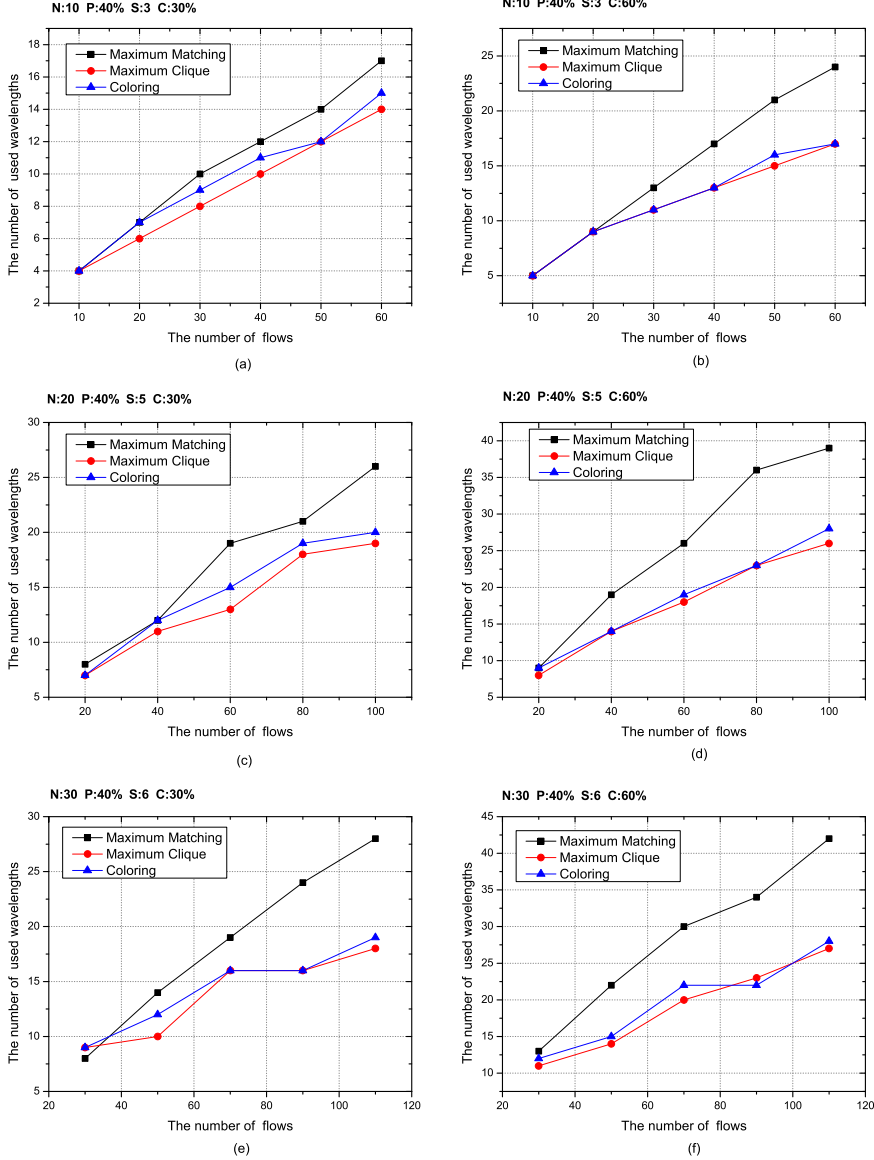 N:10 P:40% S:3 C:30%
18
16
14
12
10
8
6
4
2
The number of used wavelengths
Maximum Matching
Maximum Clique
Coloring
10 20 30 40 50 60
The number of flows
(a)
N:10 P:40% S:3 C:60%
25
20
15
10
5
The number of used wavelengths
Maximum Matching
Maximum Clique
Coloring
10 20 30 40 50 60
The number of flows
(b)
N:20 P:40% S:5 C:30%
30
25
20
15
10
5
The number of used wavelengths
Maximum Matching
Maximum Clique
Coloring
20 40 60 80 100
The number of flows
(c)
N:20 P:40% S:5 C:60%
40
35
30
25
20
15
10
5
The number of used wavelengths
Maximum Matching
Maximum Clique
Coloring
20 40 60 80 100
The number of flows
(d)
N:30 P:40% S:6 C:30%
30
25
20
15
10
5
The number of used wavelengths
Maximum Matching
Maximum Clique
Coloring
20 40 60 80 100 120
The number of flows
(e)
N:30 P:40% S:6 C:60%
45
40
35
30
25
20
15
10
The number of used wavelengths
Maximum Matching
Maximum Clique
Coloring
20 40 60 80 100 120
The number of flows
(f)